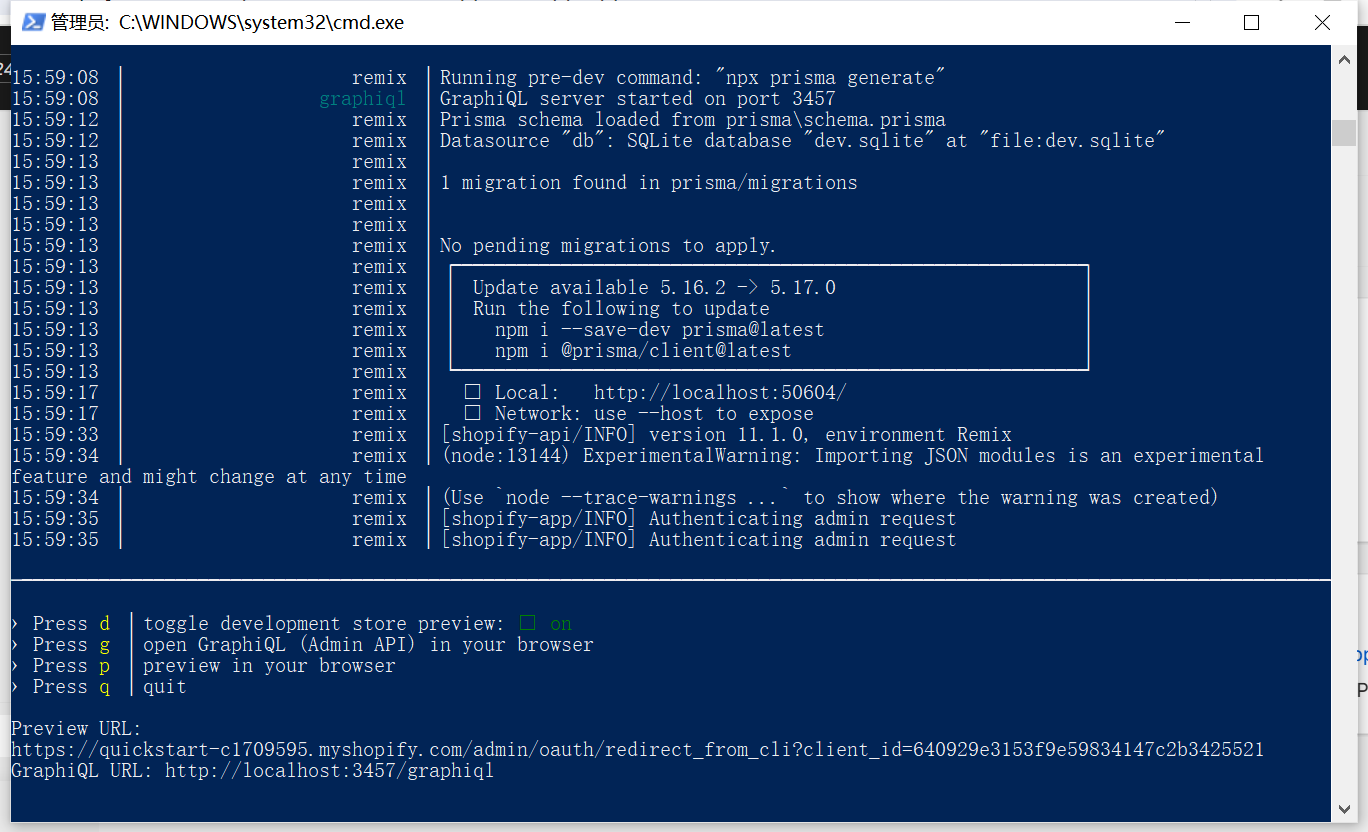 管理员: C:\WINDOWS\system32\cmd.exe
24
15:59:08 | remix | Running pre-dev command: "npx prisma generate"
15:59:08 | graphiql | GraphiQL server started on port 3457
15:59:12 | remix | Prisma schema loaded from prisma\schema.prisma
15:59:12 | remix | Datasource "db": SQLite database "dev.sqlite" at "file:dev.sqlite"
15:59:13 | remix |
15:59:13 | remix | 1 migration found in prisma/migrations
15:59:13 | remix |
15:59:13 | remix |
15:59:13 | remix | No pending migrations to apply.
15:59:13 | remix |
15:59:13 | remix | Update available 5.16.2 -> 5.17.0
15:59:13 | remix | Run the following to update
15:59:13 | remix | npm i --save-dev prisma@latest
15:59:13 | remix | npm i @prisma/client@latest
15:59:13 | remix |
15:59:17 | remix | □ Local: http://localhost:50604/
15:59:17 | remix | □ Network: use --host to expose
15:59:33 | remix | [shopify-api/INFO] version 11.1.0, environment Remix
15:59:34 | remix | (node:13144) ExperimentalWarning: Importing JSON modules is an experimental
feature and might change at any time
15:59:34 | remix | (Use `node --trace-warnings ...` to show where the warning was created)
15:59:35 | remix | [shopify-app/INFO] Authenticating admin request
15:59:35 | remix | [shopify-app/INFO] Authenticating admin request
› Press d | toggle development store preview: □ on
› Press g | open GraphiQL (Admin API) in your browser
› Press p | preview in your browser
› Press q | quit
Preview URL:
https://quickstart-c1709595.myshopify.com/admin/oauth/redirect_from_cli?client_id=640929e3153f9e59834147c2b3425521
GraphiQL URL: http://localhost:3457/graphiql